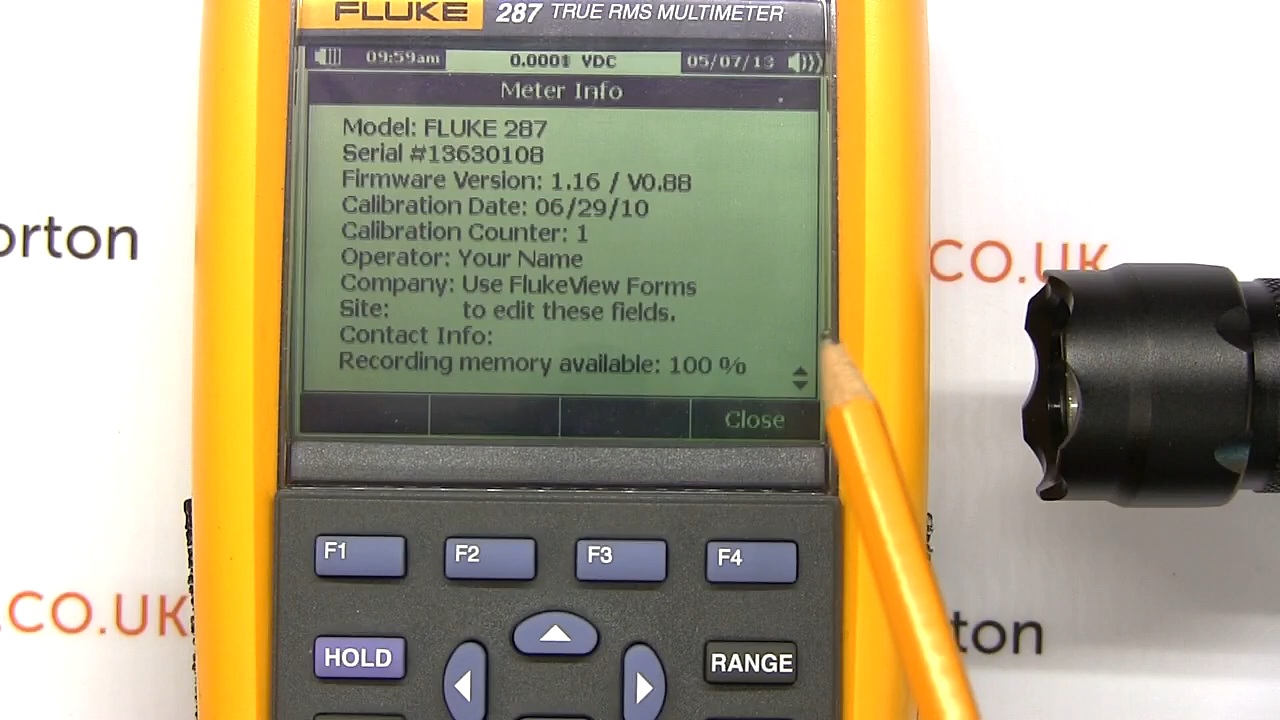 FLUKE 287 TRUE RMS MULTIMETER
09:59am 0.0001 VDC 05/07/13
Meter Info
Model: FLUKE 287
Serial #13630108
Firmware Version: 1.16 / V0.88
Calibration Date: 06/29/10
Calibration Counter: 1
Operator: Your Name
Company: Use FlukeView Forms
Site: to edit these fields.
Contact Info:
Recording memory available: 100 %
Close
F1 F2 F3 F4
HOLD RANGE
orton
CO.UK
.CO.UK
ton